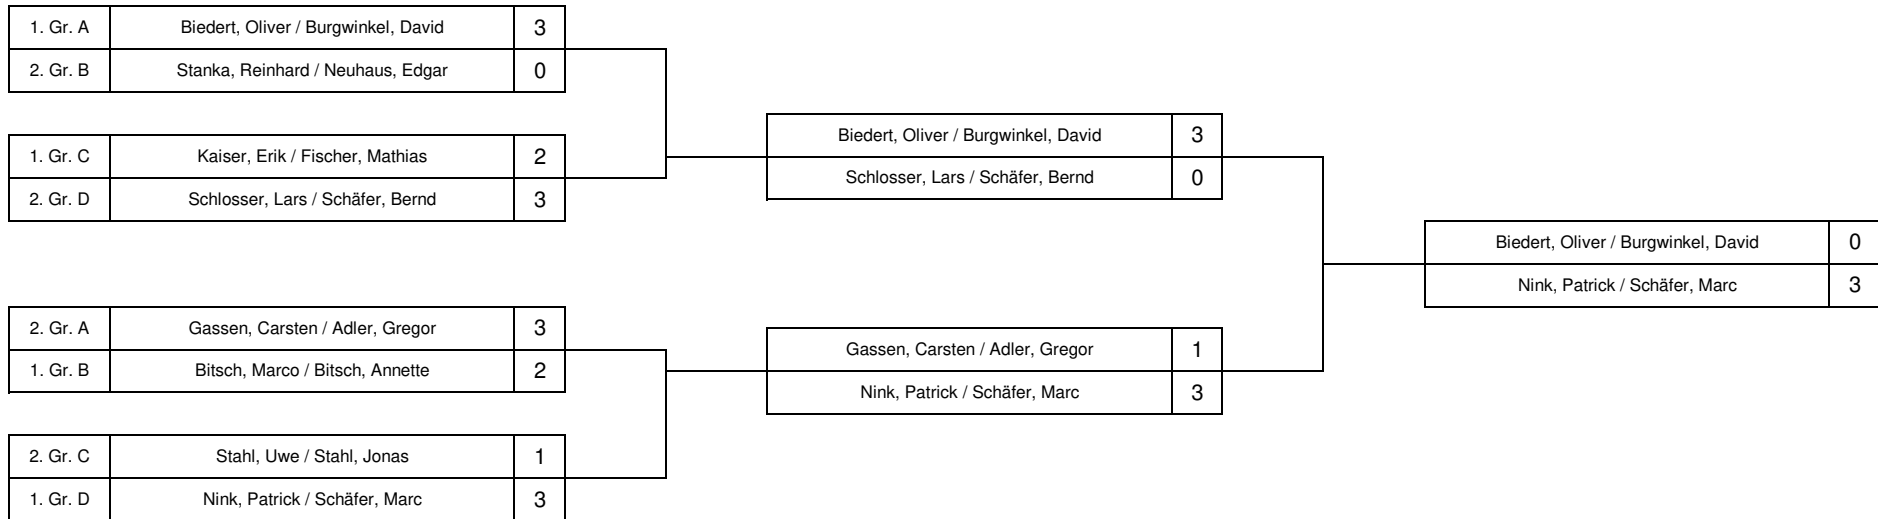 1. Gr. A Biedert, Oliver / Burgwinkel, David 3
2. Gr. B Stanka, Reinhard / Neuhaus, Edgar 0
1. Gr. C Kaiser, Erik / Fischer, Mathias 2
2. Gr. D Schlosser, Lars / Schäfer, Bernd 3
2. Gr. A Gassen, Carsten / Adler, Gregor 3
1. Gr. B Bitsch, Marco / Bitsch, Annette 2
2. Gr. C Stahl, Uwe / Stahl, Jonas 1
1. Gr. D Nink, Patrick / Schäfer, Marc 3
Biedert, Oliver / Burgwinkel, David 3
Schlosser, Lars / Schäfer, Bernd 0
Gassen, Carsten / Adler, Gregor 1
Nink, Patrick / Schäfer, Marc 3
Biedert, Oliver / Burgwinkel, David 0
Nink, Patrick / Schäfer, Marc 3